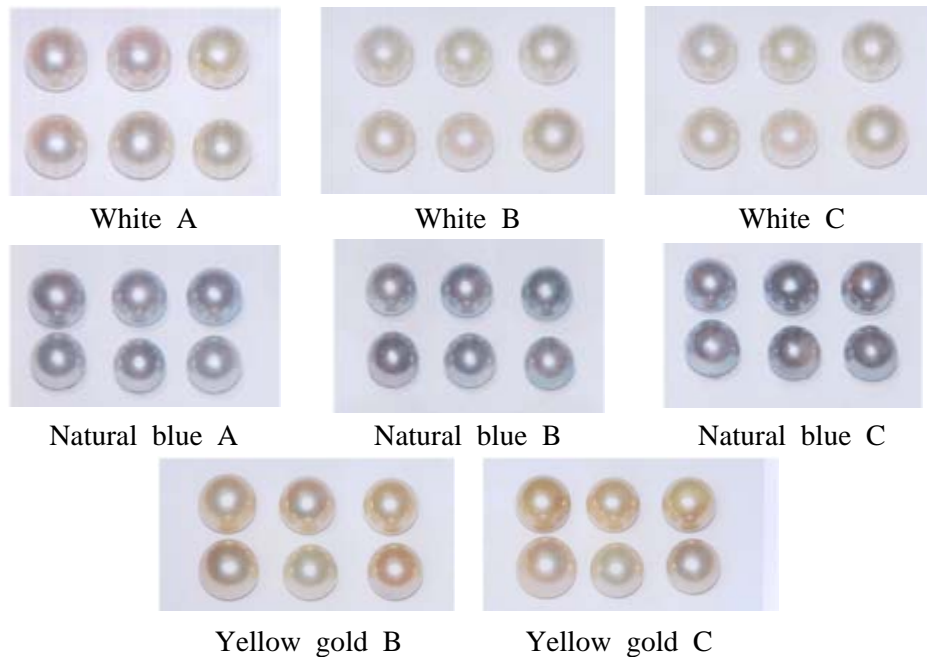 White A White B White C
Natural blue A Natural blue B Natural blue C
Yellow gold B Yellow gold C